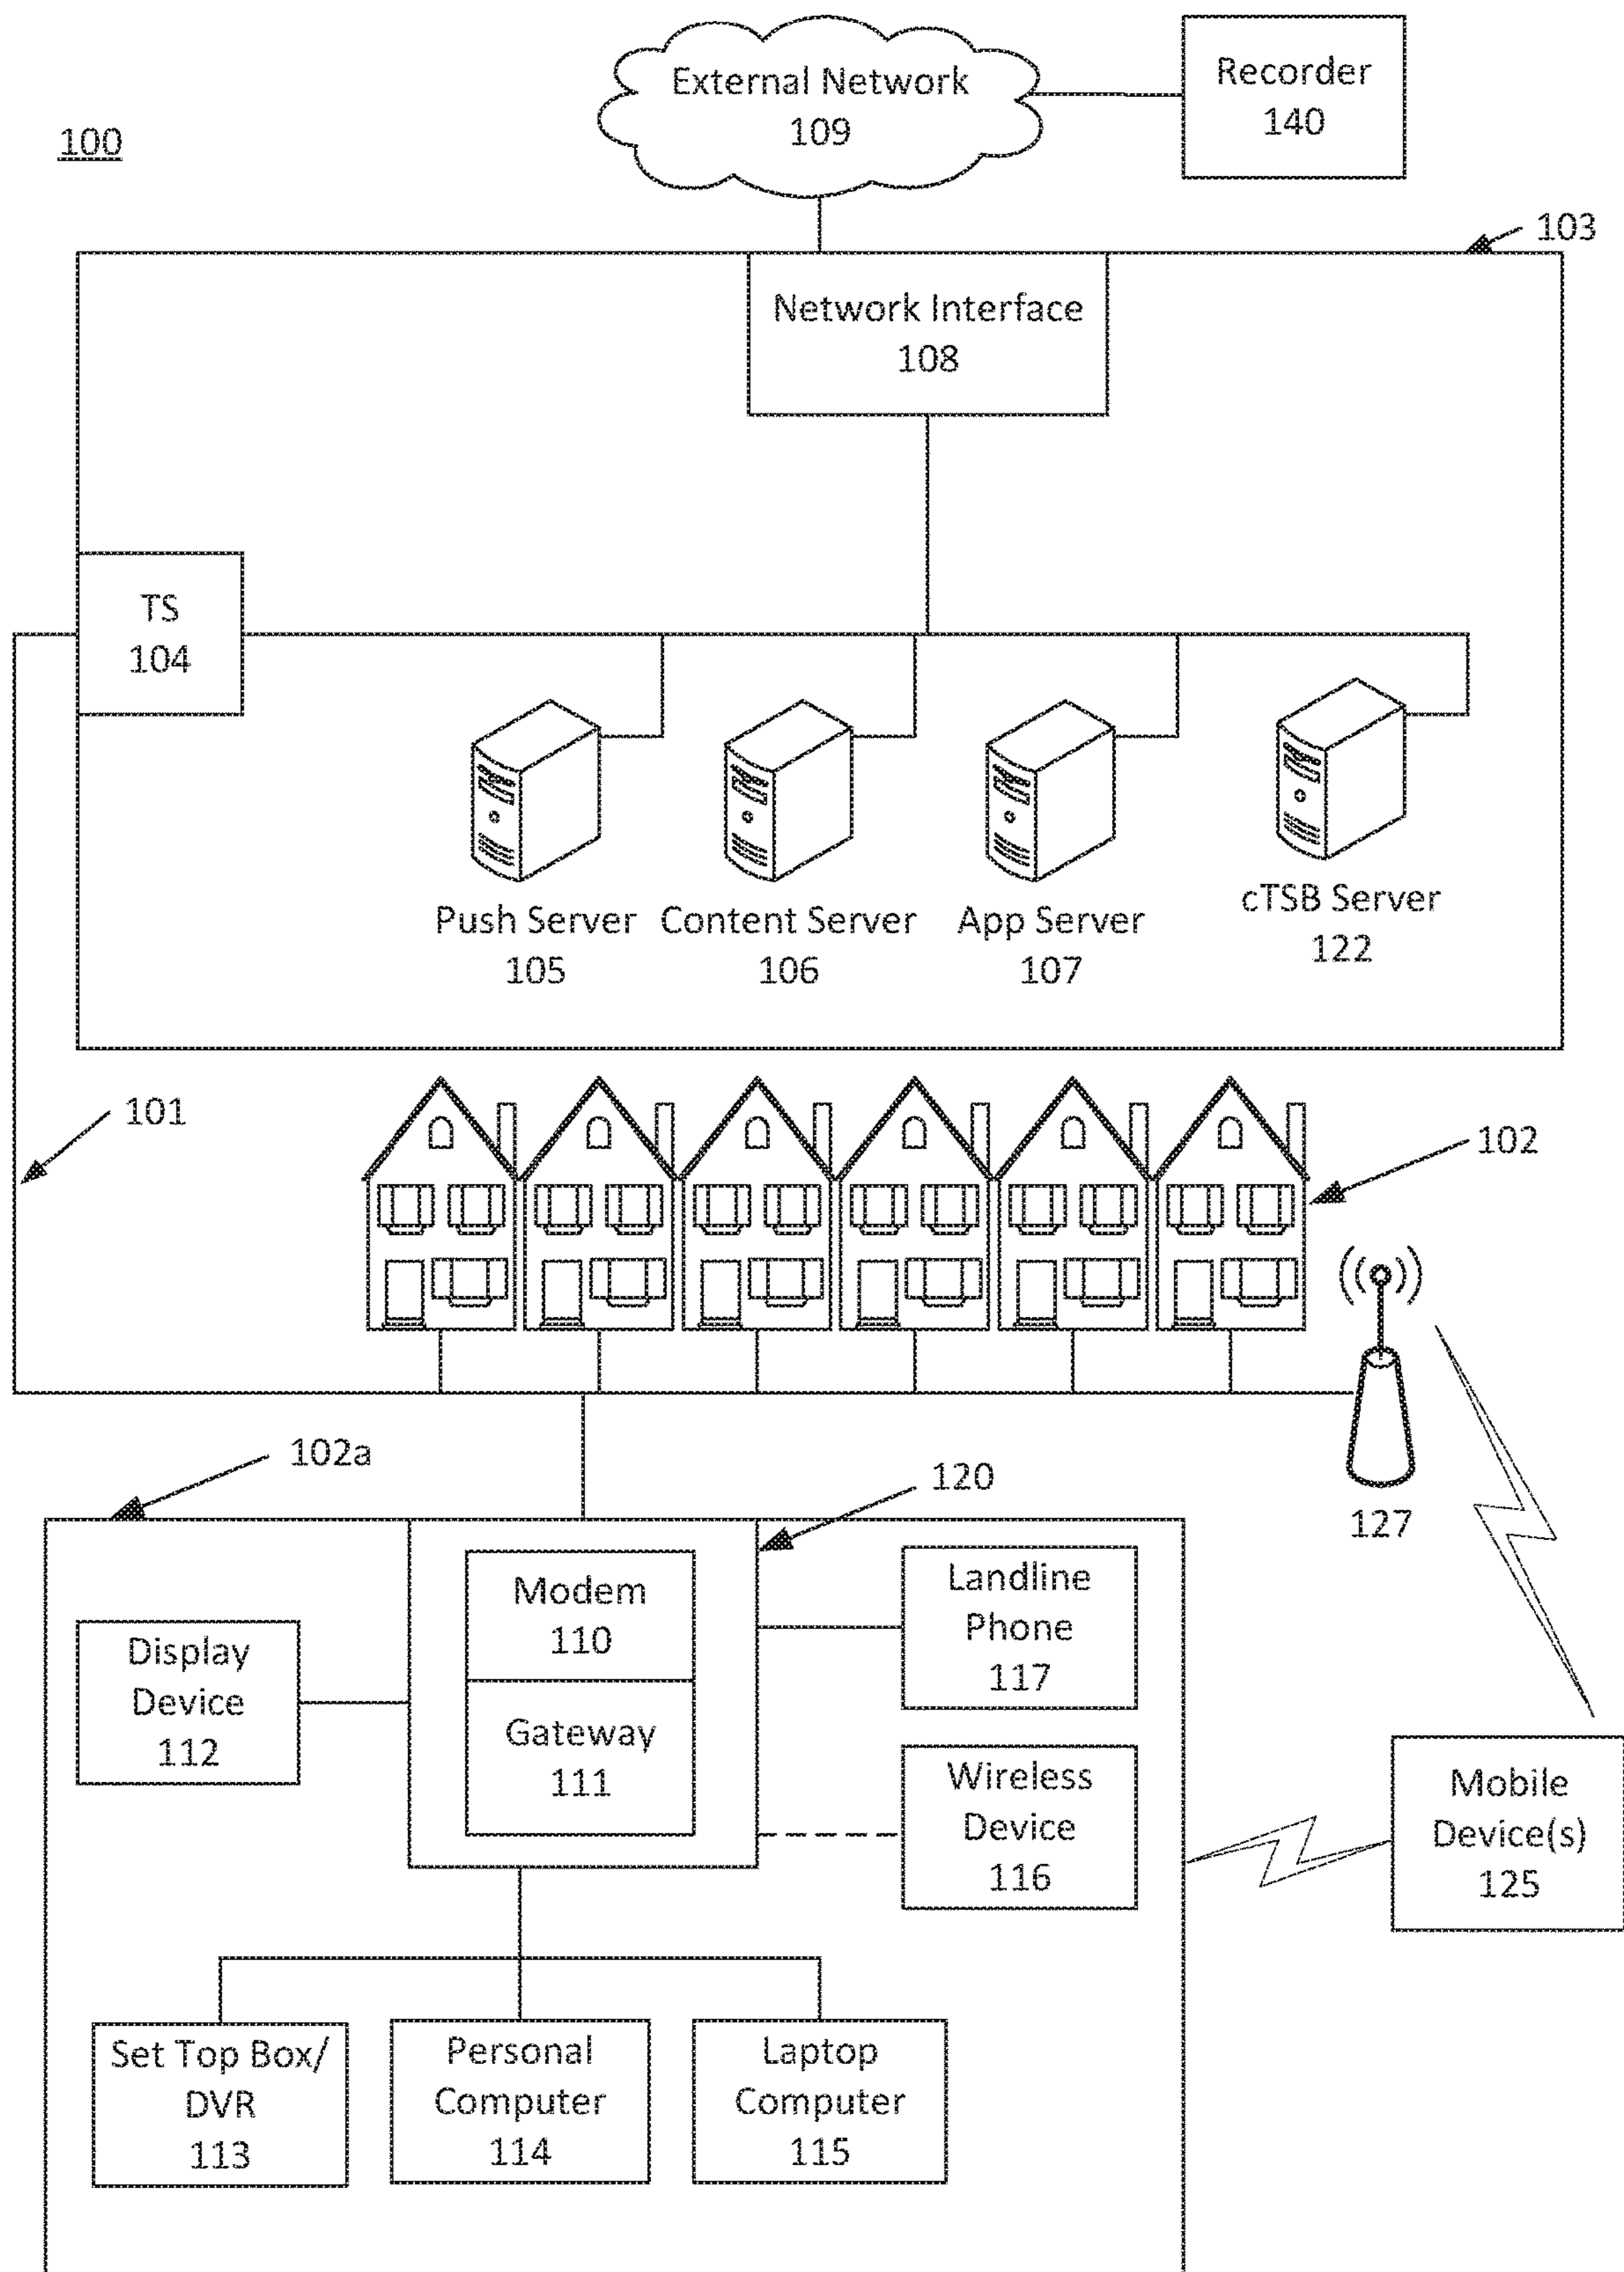 External Network
109
Recorder
140
100
103
Network Interface
108
TS
104
Push Server
105
Content Server
106
App Server
107
cTSB Server
122
101
102
102a
120
127
Modem
110
Gateway
111
Landline
Phone
117
Display
Device
112
Wireless
Device
116
Mobile
Device(s)
125
Set Top Box/
DVR
113
Personal
Computer
114
Laptop
Computer
115